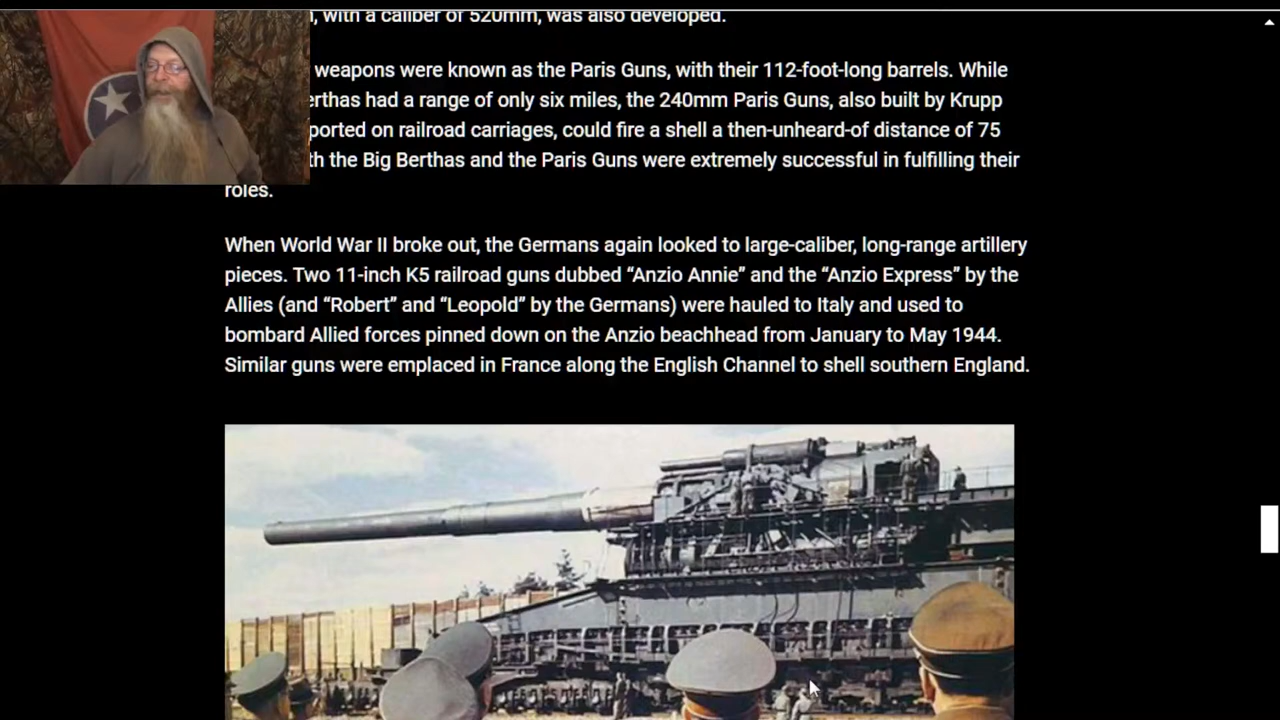 , with a caliber of 520mm, was also developed.
weapons were known as the Paris Guns, with their 112-foot-long barrels. While
erthas had a range of only six miles, the 240mm Paris Guns, also built by Krupp
ported on railroad carriages, could fire a shell a then-unheard-of distance of 75
th the Big Berthas and the Paris Guns were extremely successful in fulfilling their
roles.
When World War II broke out, the Germans again looked to large-caliber, long-range artillery
pieces. Two 11-inch K5 railroad guns dubbed “Anzio Annie” and the “Anzio Express” by the
Allies (and “Robert” and “Leopold” by the Germans) were hauled to Italy and used to
bombard Allied forces pinned down on the Anzio beachhead from January to May 1944.
Similar guns were emplaced in France along the English Channel to shell southern England.